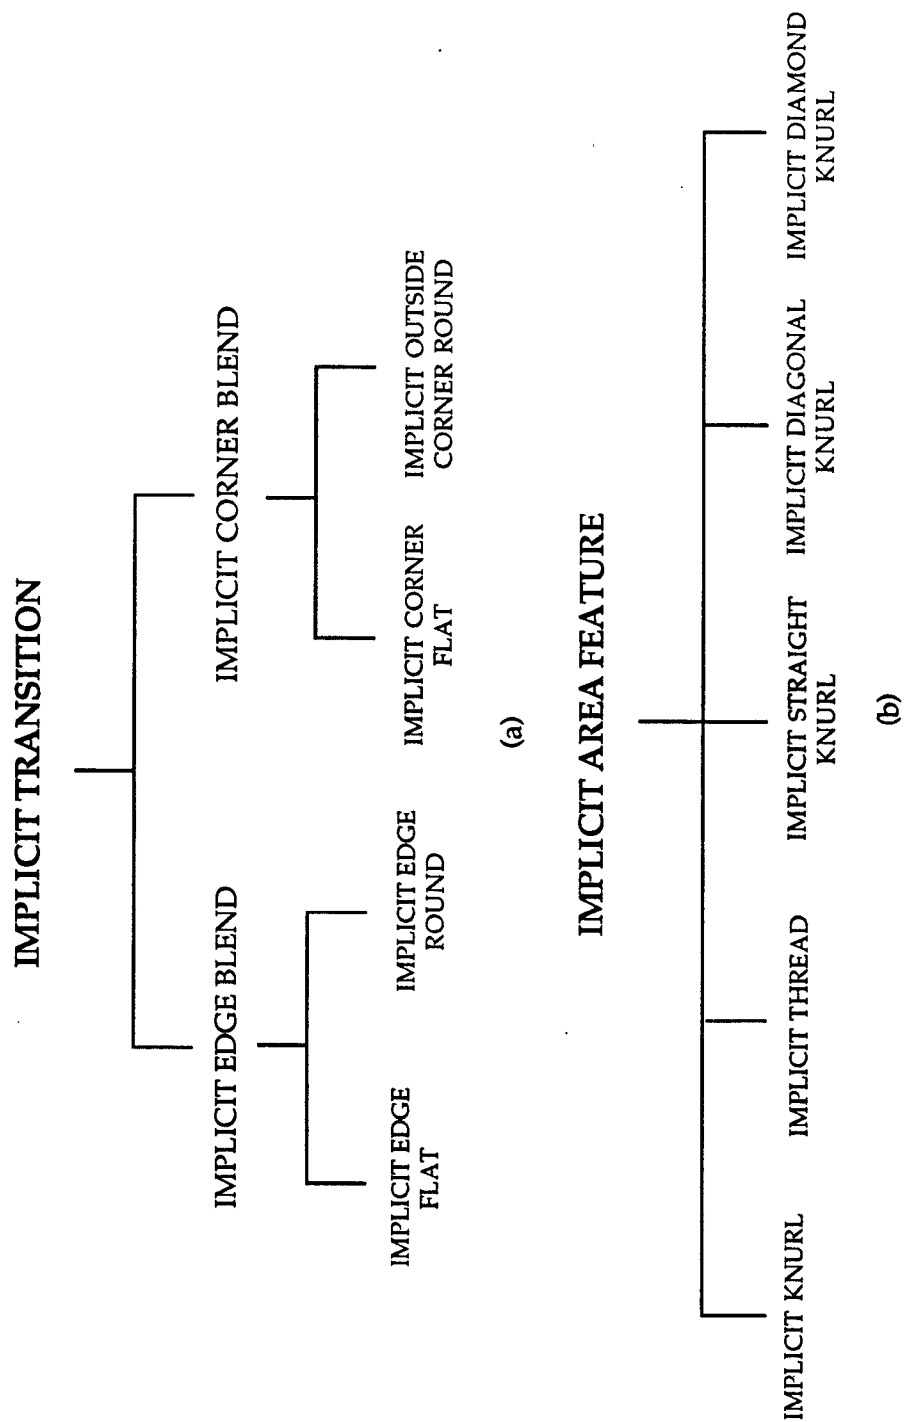 IMPLICIT TRANSITION
IMPLICIT EDGE BLEND
IMPLICIT CORNER BLEND
IMPLICIT EDGE
FLAT
IMPLICIT EDGE
ROUND
IMPLICIT CORNER
FLAT
IMPLICIT OUTSIDE
CORNER ROUND
(a)
IMPLICIT AREA FEATURE
IMPLICIT KNURL
IMPLICIT THREAD
IMPLICIT STRAIGHT
KNURL
IMPLICIT DIAGONAL
KNURL
IMPLICIT DIAMOND
KNURL
(b)